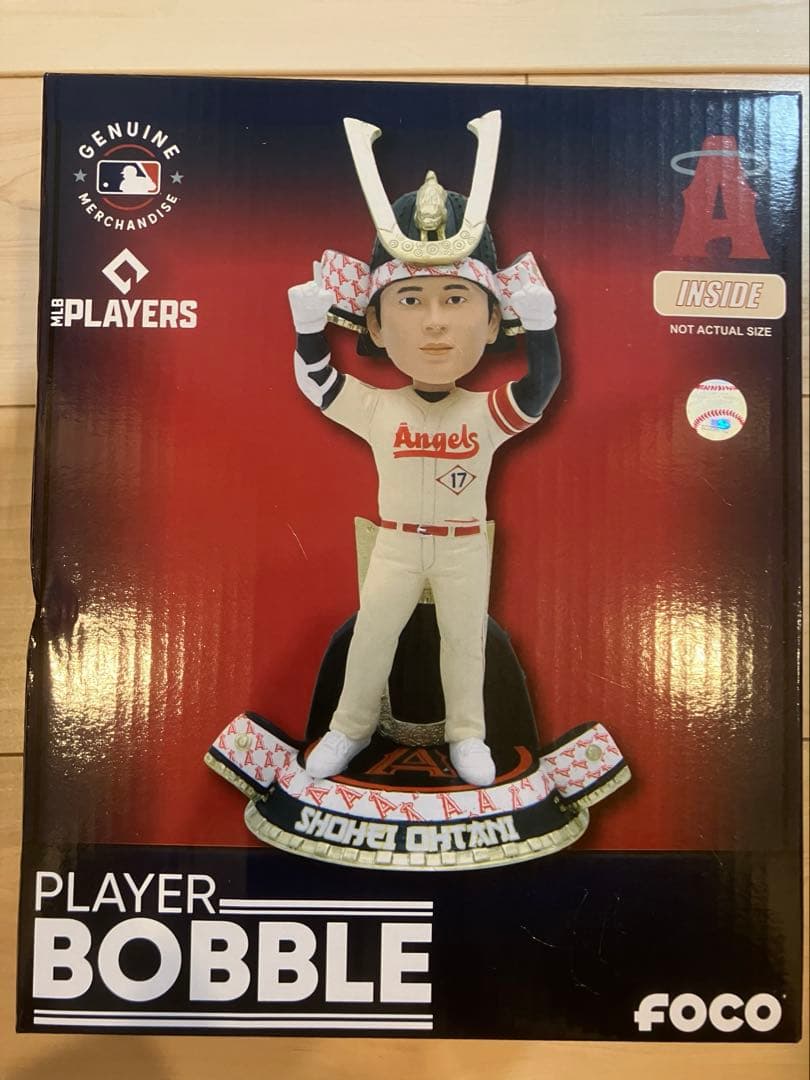 GENUINE
MERCHANDISE
MLB PLAYERS
A
INSIDE
NOT ACTUAL SIZE
Angels
17
A
SHOHEI OHTANI
PLAYER
BOBBLE
FOCO